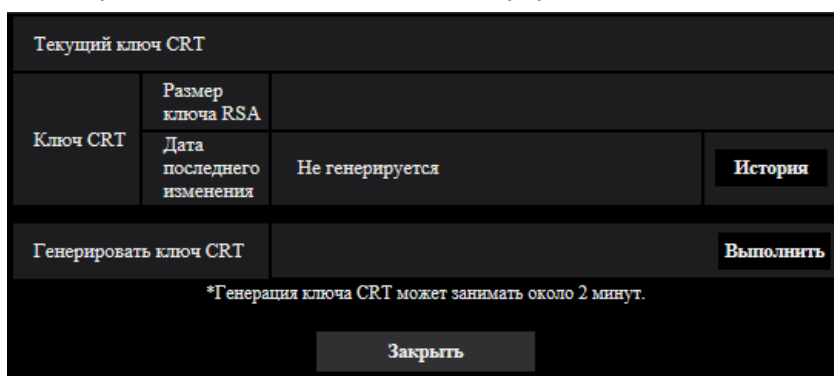 Текущий ключ CRT
Размер
ключа RSA
Ключ CRT
Дата
последнего
изменения
Не генерируется
История
Генерировать ключ CRT
Выполнить
*Генерация ключа CRT может занимать около 2 минут.
Закрыть